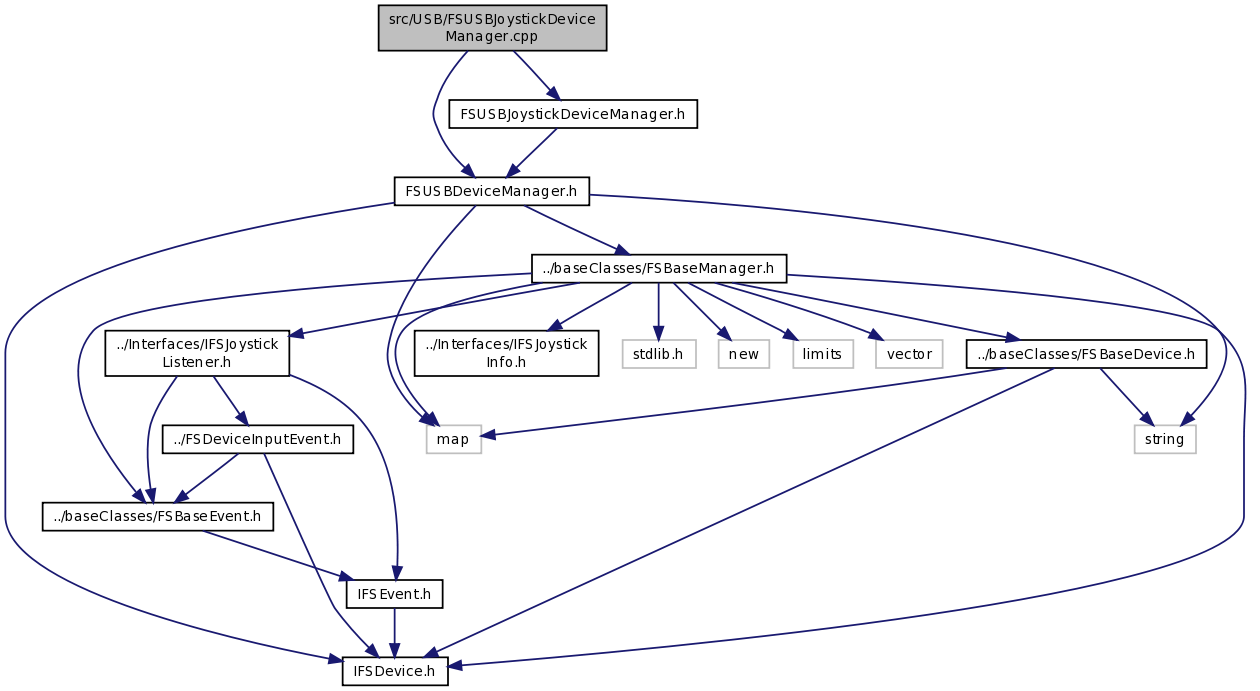 src/USB/FSUSBJoystickDevice
Manager.cpp
FSUSBJoystickDeviceManager.h
FSUSBDeviceManager.h
../baseClasses/FSBaseManager.h
../Interfaces/IFSJoystick
Listener.h
../Interfaces/IFSJoystick
Info.h
stdlib.h
new
limits
vector
../baseClasses/FSBaseDevice.h
../FSDeviceInputEvent.h
map
string
../baseClasses/FSBaseEvent.h
IFSEvent.h
IFSDevice.h